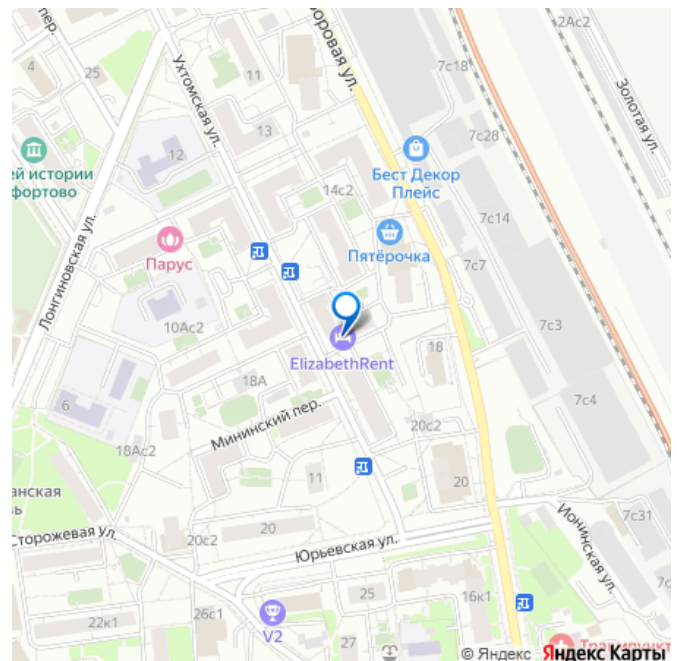 пер.
4
25
Ухтомская ул.
11
13
12
оровая ул.
7с18
2Ас2
Золотая ул.
7с28
Бест Декор
Плейс
ей истории
фортово
14с2
7с14
Лонгиновская ул.
Парус
Пятёрочка
7с7
10Ас2
7с3
ElizabethRent
18
18А
7с4
6
Мининский пер.
20с2
18Ас2
11
20
анская
вь
Сторожевая ул.
20
20с2
Юрьевская ул.
7с31
Ионинская ул.
25
16к1
26с1
V2
22к1
27
Травмпункт
© Яндекс Яндекс Карты